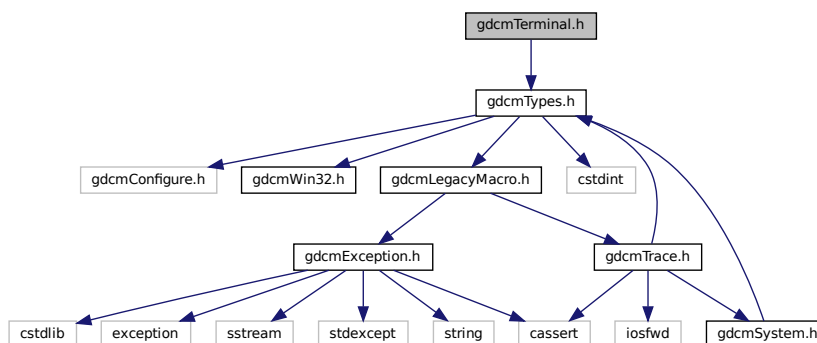 gdcmTerminal.h
gdcmTypes.h
gdcmConfigure.h
gdcmWin32.h
gdcmLegacyMacro.h
cstdint
gdcmException.h
gdcmTrace.h
cstdlib
exception
sstream
stdexcept
string
cassert
iosfwd
gdcmSystem.h